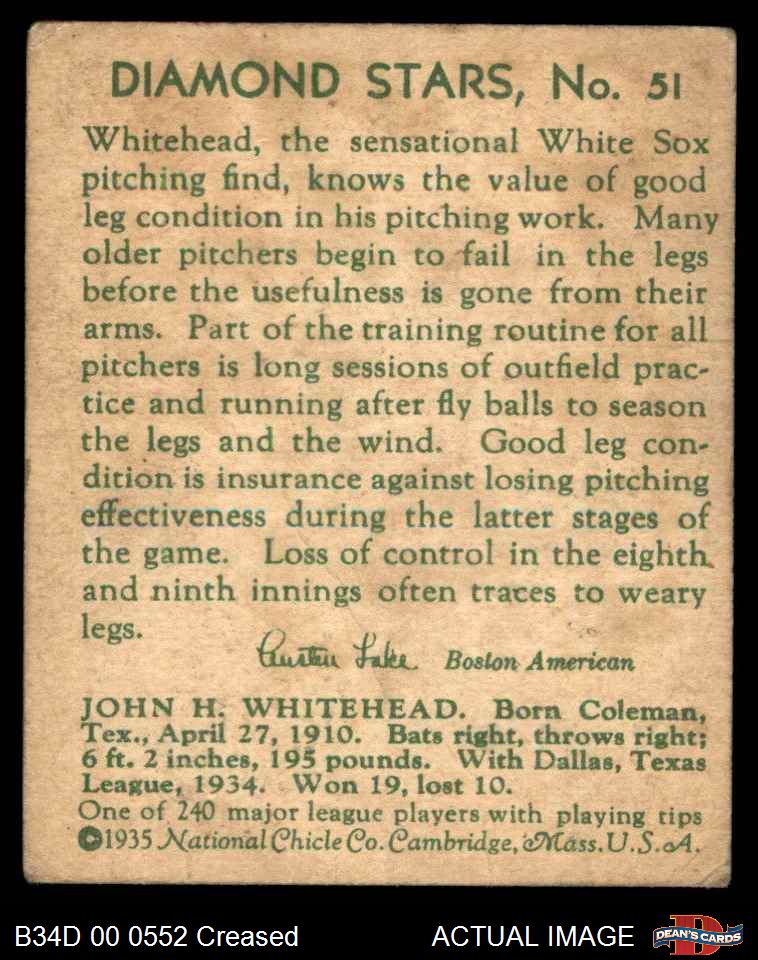 DIAMOND STARS, No. 51
Whitehead, the sensational White Sox
pitching find, knows the value of good
leg condition in his pitching work. Many
older pitchers begin to fail in the legs
before the usefulness is gone from their
arms. Part of the training routine for all
pitchers is long sessions of outfield prac-
tice and running after fly balls to season
the legs and the wind. Good leg con-
dition is insurance against losing pitching
effectiveness during the latter stages of
the game. Loss of control in the eighth
and ninth innings often traces to weary
legs.
Austen Lake Boston American
JOHN H. WHITEHEAD. Born Coleman,
Tex., April 27, 1910. Bats right, throws right;
6 ft. 2 inches, 195 pounds. With Dallas, Texas
League, 1934. Won 19, lost 10.
One of 240 major league players with playing tips
©1935 National Chicle Co. Cambridge, Mass. U.S.A.
B34D 00 0552 Creased ACTUAL IMAGE D DEAN'S CARDS